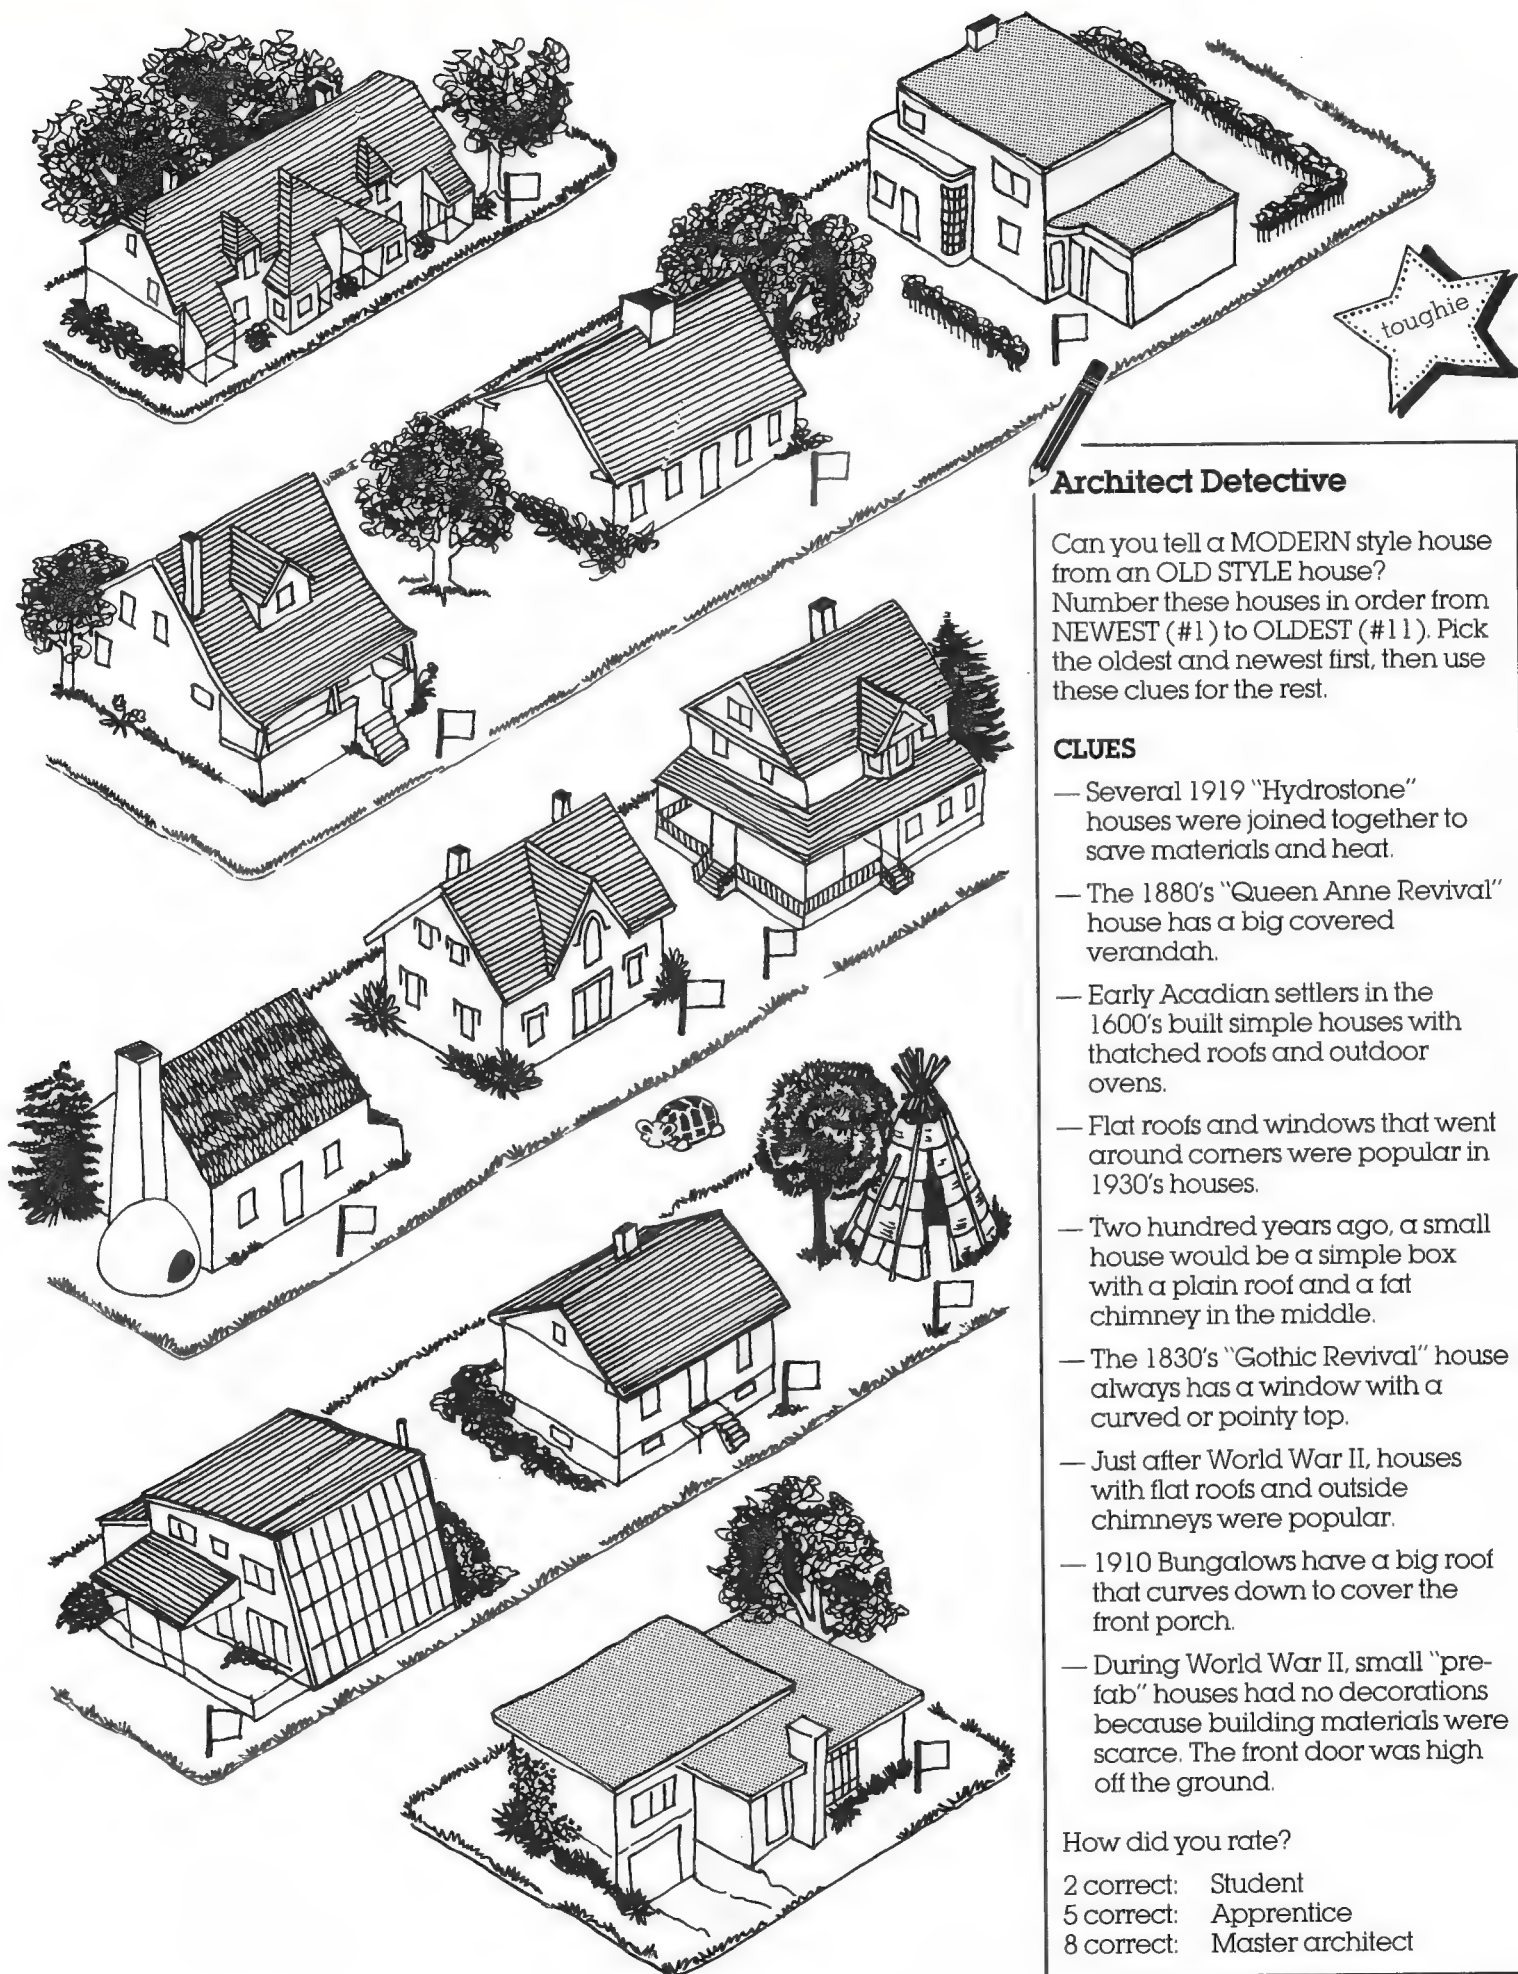 toughie
Architect Detective
Can you tell a MODERN style house
from an OLD STYLE house?
Number these houses in order from
NEWEST (#1) to OLDEST (#11). Pick
the oldest and newest first, then use
these clues for the rest.
CLUES
— Several 1919 "Hydrostone"
houses were joined together to
save materials and heat.
— The 1880's "Queen Anne Revival"
house has a big covered
verandah.
— Early Acadian settlers in the
1600's built simple houses with
thatched roofs and outdoor
ovens.
— Flat roofs and windows that went
around corners were popular in
1930's houses.
— Two hundred years ago, a small
house would be a simple box
with a plain roof and a fat
chimney in the middle.
— The 1830's "Gothic Revival" house
always has a window with a
curved or pointy top.
— Just after World War II, houses
with flat roofs and outside
chimneys were popular.
— 1910 Bungalows have a big roof
that curves down to cover the
front porch.
— During World War II, small "pre-
fab" houses had no decorations
because building materials were
scarce. The front door was high
off the ground.
How did you rate?
2 correct: Student
5 correct: Apprentice
8 correct: Master architect